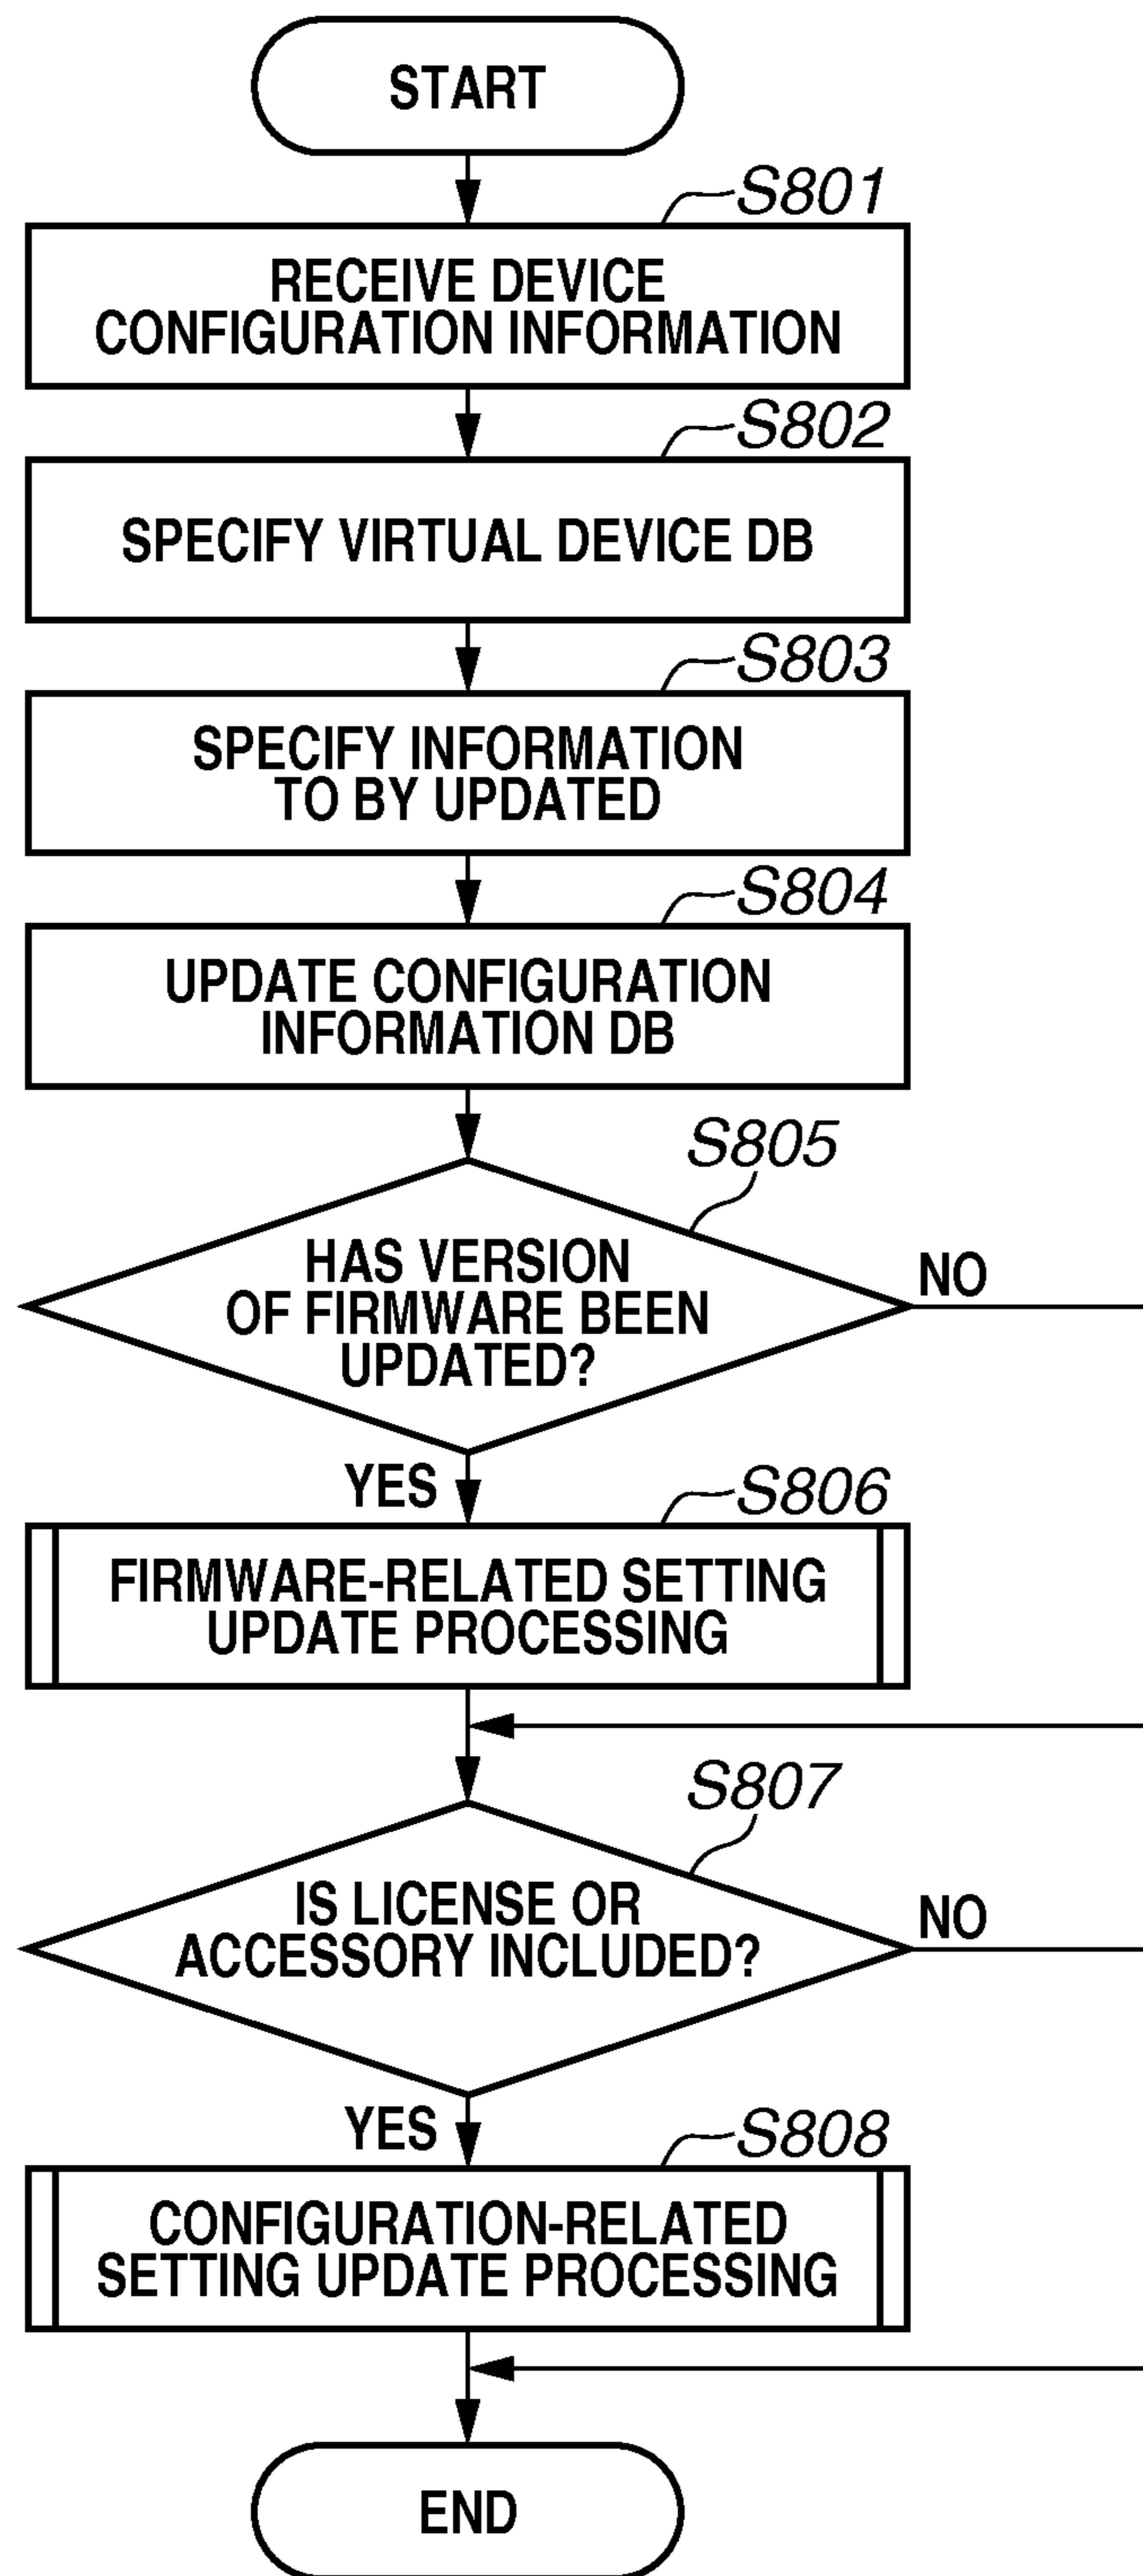 START
S801
RECEIVE DEVICE
CONFIGURATION INFORMATION
S802
SPECIFY VIRTUAL DEVICE DB
S803
SPECIFY INFORMATION
TO BY UPDATED
S804
UPDATE CONFIGURATION
INFORMATION DB
S805
HAS VERSION
OF FIRMWARE BEEN
UPDATED?
NO
YES
S806
FIRMWARE-RELATED SETTING
UPDATE PROCESSING
S807
IS LICENSE OR
ACCESSORY INCLUDED?
NO
YES
S808
CONFIGURATION-RELATED
SETTING UPDATE PROCESSING
END